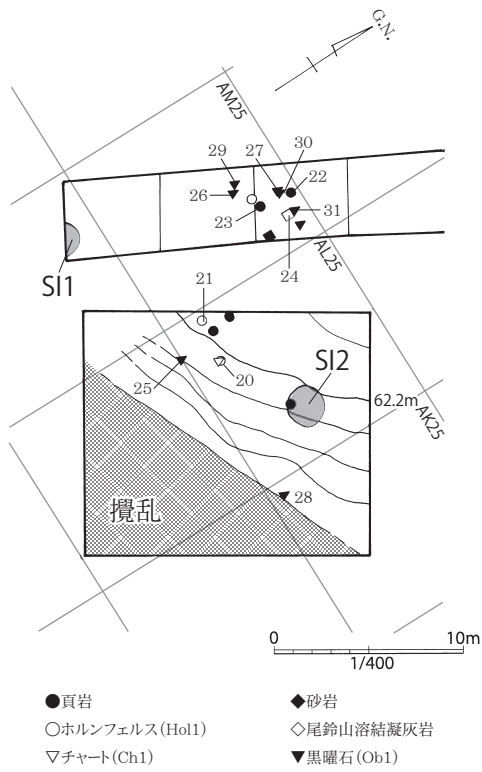 G.N.
AM25
29
27
30
22
26
23
31
24
AL25
SI1
21
SI2
25
20
62.2m
AK25
28
攪乱
0 10m
1/400
●頁岩 ◆砂岩
○ホルンフェルス(Hol1) ◇尾鈴山溶結凝灰岩
▽チャート(Ch1) ▼黒曜石(Ob1)